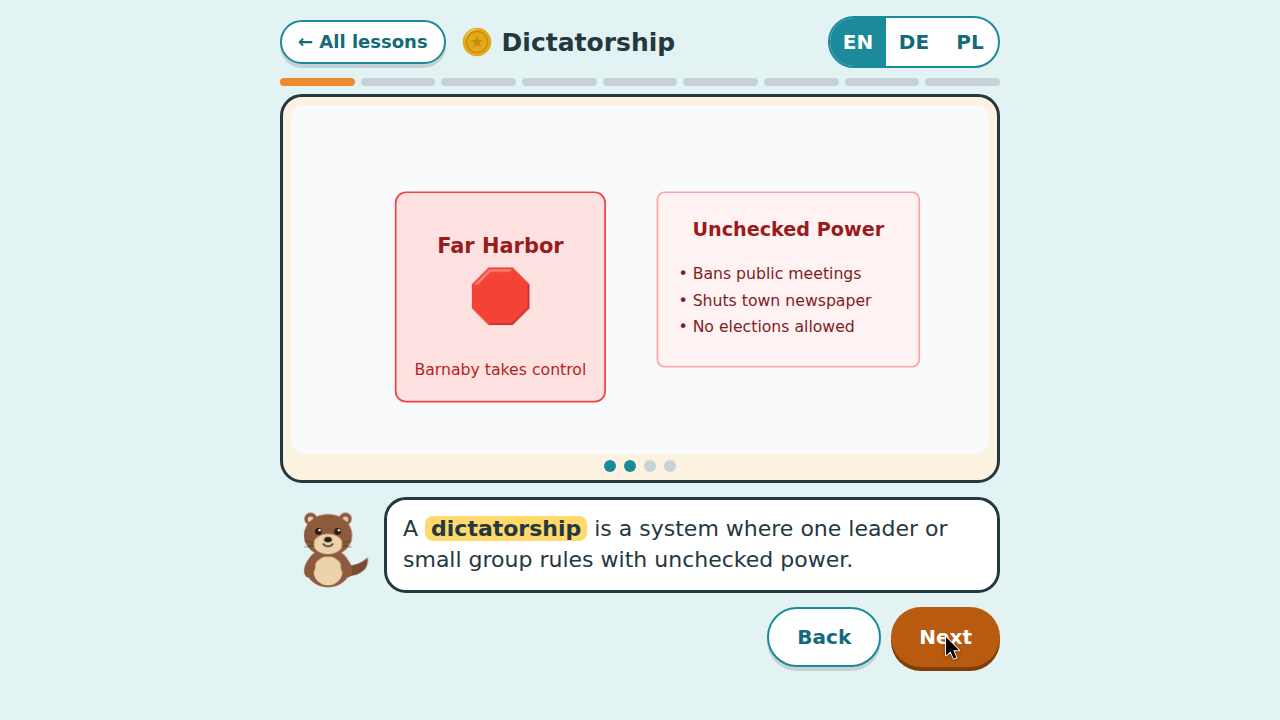 ← All lessons
Dictatorship
EN DE PL
Far Harbor
Barnaby takes control
Unchecked Power
• Bans public meetings
• Shuts town newspaper
• No elections allowed
A dictatorship is a system where one leader or
small group rules with unchecked power.
Back
Next